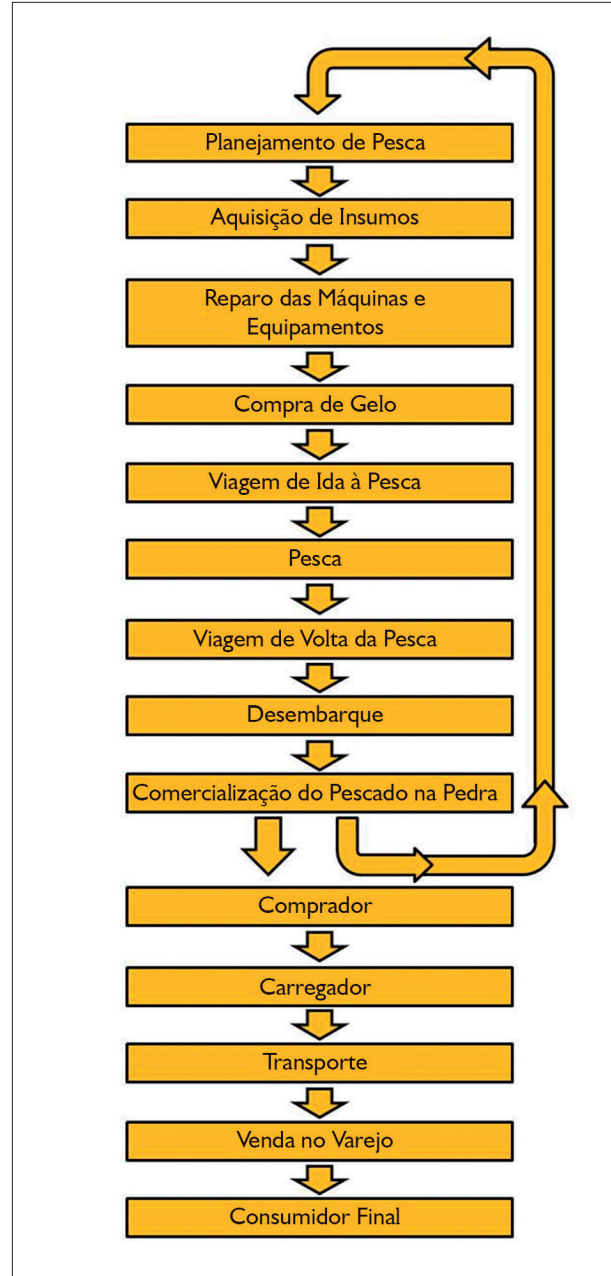 Planejamento de Pesca
Aquisição de Insumos
Reparo das Máquinas e
Equipamentos
Compra de Gelo
Viagem de Ida à Pesca
Pesca
Viagem de Volta da Pesca
Desembarque
Comercialização do Pescado na Pedra
Comprador
Carregador
Transporte
Venda no Varejo
Consumidor Final